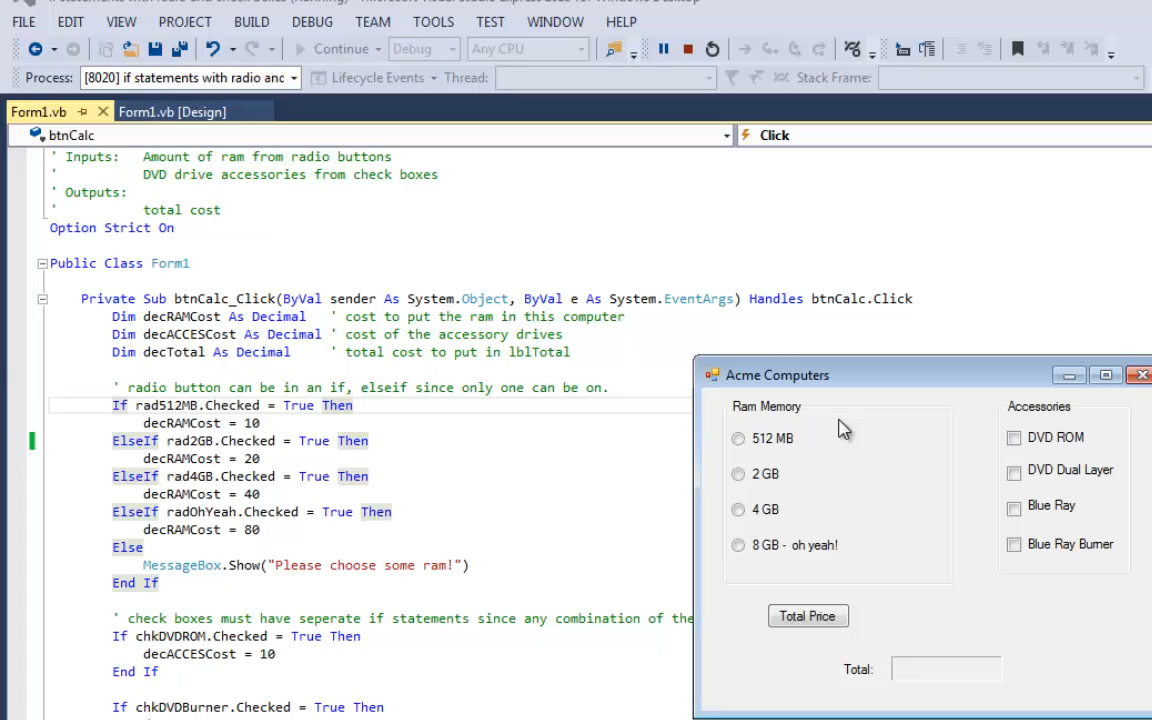 FILE EDIT VIEW PROJECT BUILD DEBUG TEAM TOOLS TEST WINDOW HELP
Continue Debug Any CPU
Process: [8020] if statements with radio anc Lifecycle Events Thread: Stack Frame:
Form1.vb Form1.vb [Design]
btnCalc Click
' Inputs: Amount of ram from radio buttons
' DVD drive accessories from check boxes
' Outputs:
' total cost
Option Strict On
Public Class Form1
Private Sub btnCalc_Click(ByVal sender As System.Object, ByVal e As System.EventArgs) Handles btnCalc.Click
Dim decRAMCost As Decimal ' cost to put the ram in this computer
Dim decACCESCost As Decimal ' cost of the accessory drives
Dim decTotal As Decimal ' total cost to put in lblTotal
' radio button can be in an if, elseif since only one can be on.
If rad512MB.Checked = True Then
decRAMCost = 10
ElseIf rad2GB.Checked = True Then
decRAMCost = 20
ElseIf rad4GB.Checked = True Then
decRAMCost = 40
ElseIf radOhYeah.Checked = True Then
decRAMCost = 80
Else
MessageBox.Show("Please choose some ram!")
End If
' check boxes must have seperate if statements since any combination of the
If chkDVDROM.Checked = True Then
decACCESCost = 10
End If
If chkDVDBurner.Checked = True Then
Acme Computers
Ram Memory
512 MB
2 GB
4 GB
8 GB - oh yeah!
Accessories
DVD ROM
DVD Dual Layer
Blue Ray
Blue Ray Burner
Total Price
Total: